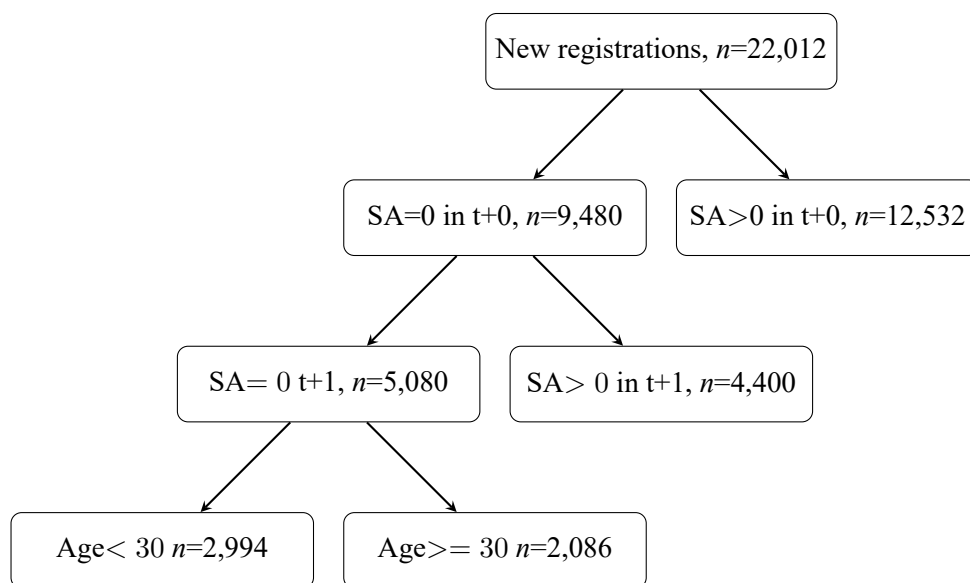 New registrations, n=22,012
SA=0 in t+0, n=9,480
SA>0 in t+0, n=12,532
SA= 0 t+1, n=5,080
SA> 0 in t+1, n=4,400
Age< 30 n=2,994
Age>= 30 n=2,086